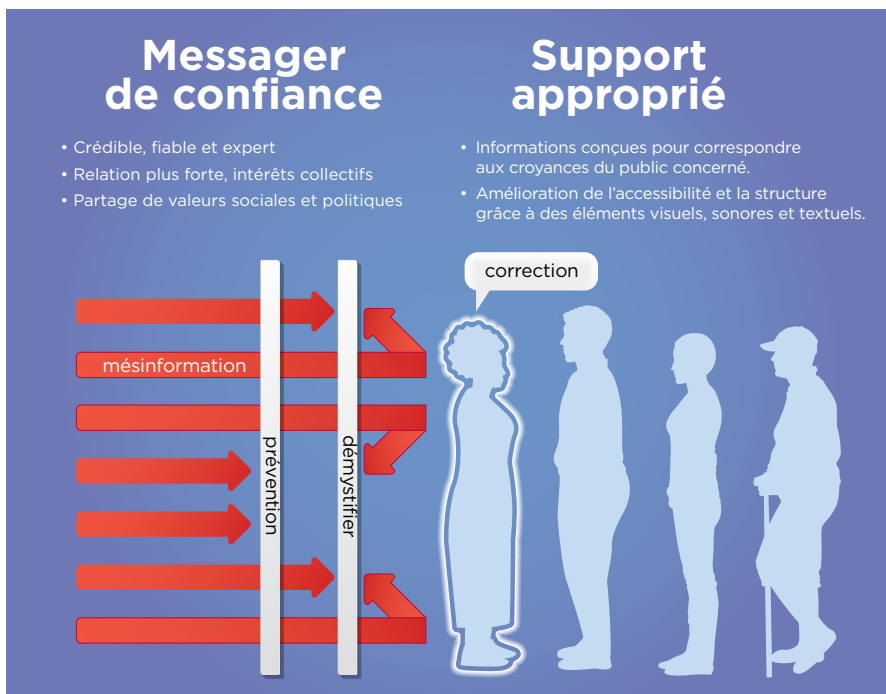 Messager
de confiance
• Crédible, fiable et expert
• Relation plus forte, intérêts collectifs
• Partage de valeurs sociales et politiques
Support
approprié
• Informations conçues pour correspondre
aux croyances du public concerné.
• Amélioration de l'accessibilité et la structure
grâce à des éléments visuels, sonores et textuels.
correction
mésinformation
prévention
démystifier